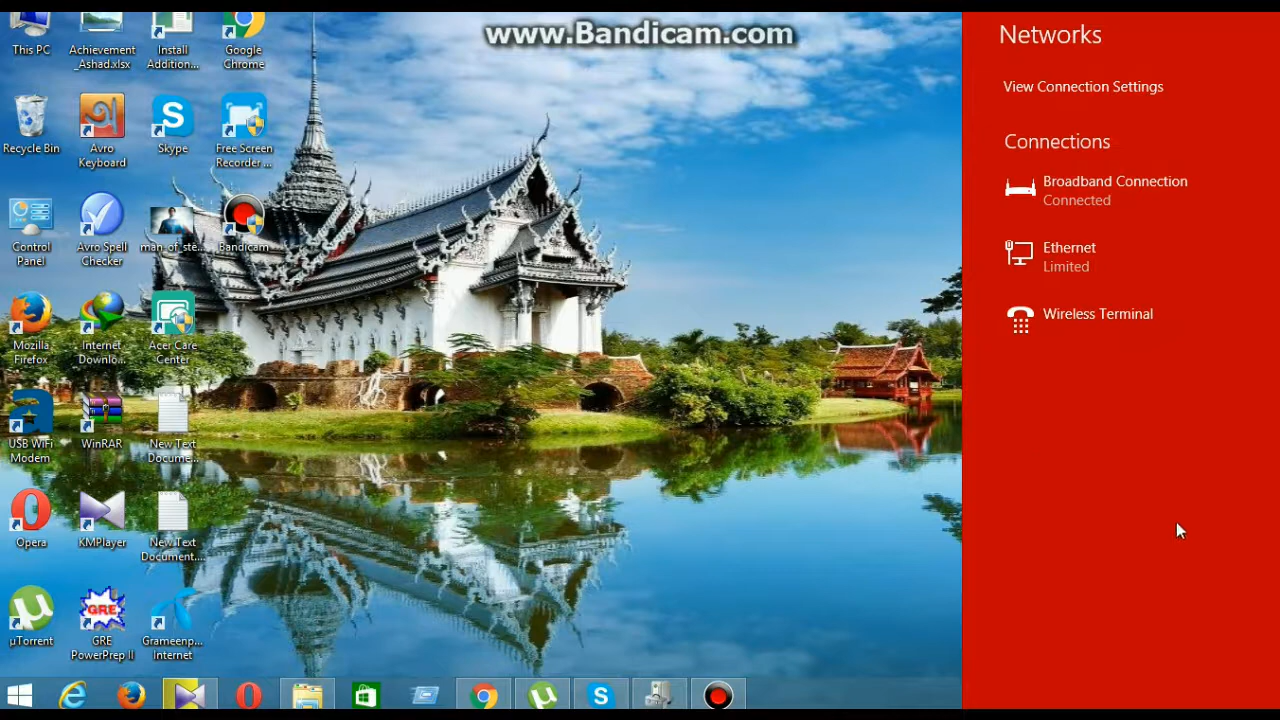 www.Bandicam.com
This PC
Achievement
_Ashad.xlsx
Install
Addition...
Google
Chrome
Recycle Bin
Avro
Keyboard
Skype
Free Screen
Recorder ...
Control
Panel
Avro Spell
Checker
man_of_ste...
Bandicam
Mozilla
Firefox
Internet
Downlo...
Acer Care
Center
USB WiFi
Modem
WinRAR
New Text
Docume...
Opera
KMPlayer
New Text
Document....
µTorrent
GRE
GRE
PowerPrep II
Grameenp...
Internet
Networks
View Connection Settings
Connections
Broadband Connection
Connected
Ethernet
Limited
Wireless Terminal